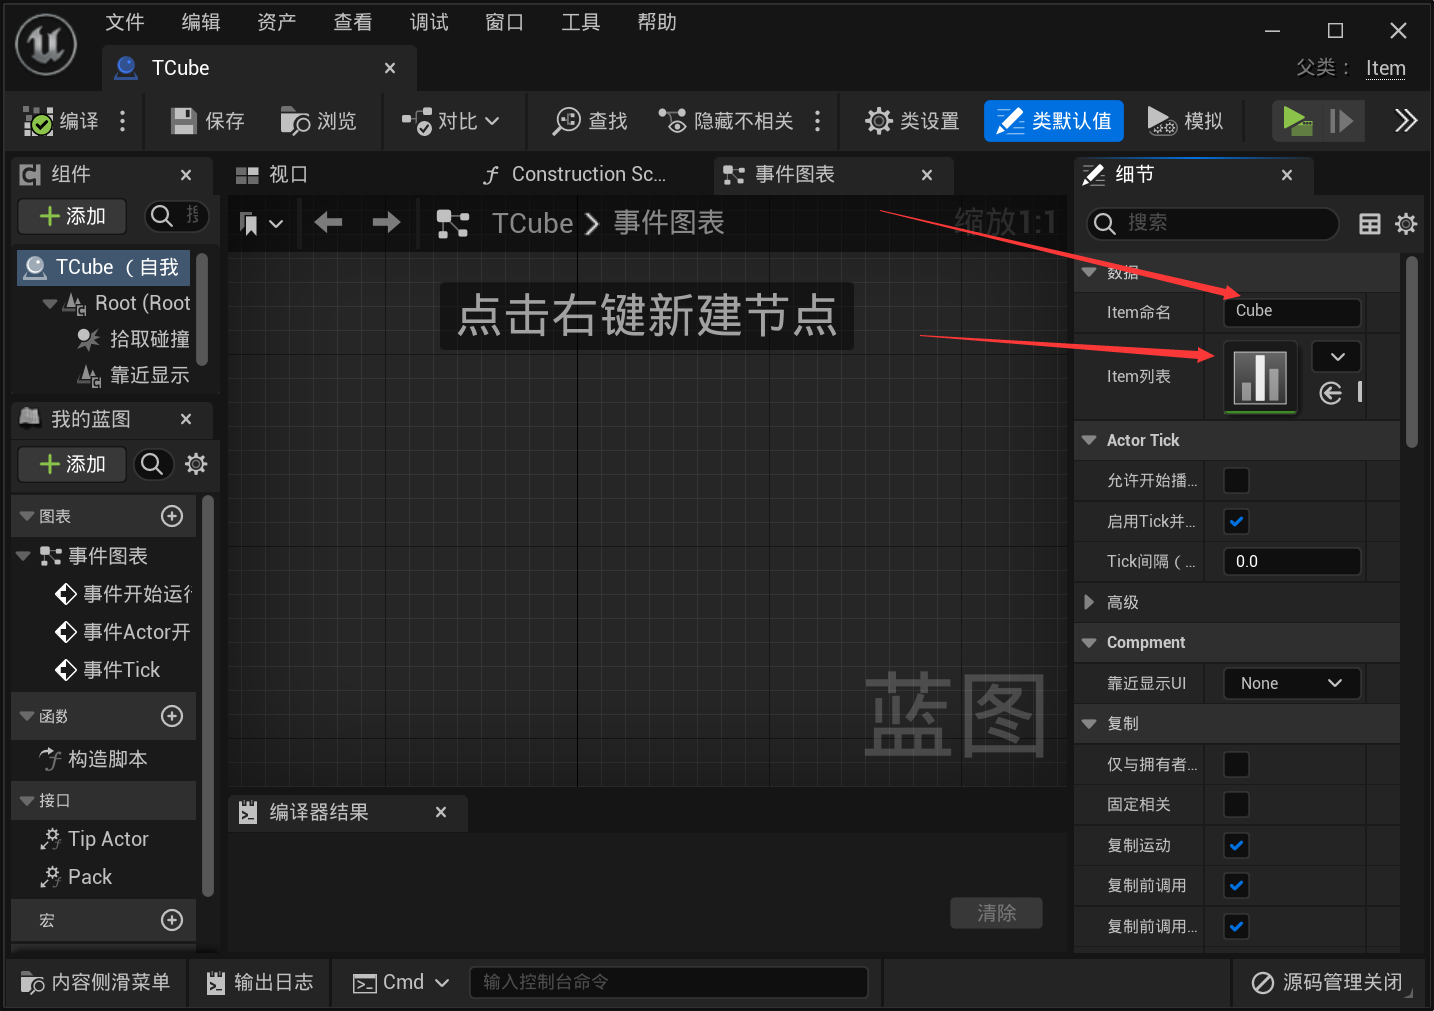 文件 编辑 资产 查看 调试 窗口 工具 帮助
TCube
父类： Item
编译 保存 浏览 对比 查找 隐藏不相关 类设置 类默认值 模拟
组件
添加
TCube （自我
Root (Root
拾取碰撞
靠近显示
我的蓝图
添加
图表
事件图表
事件开始运行
事件Actor开
事件Tick
函数
构造脚本
接口
Tip Actor
Pack
宏
视口 Construction Sc... 事件图表
TCube 事件图表 缩放1:1
点击右键新建节点
蓝图
编译器结果
清除
细节
搜索
数据
Item命名 Cube
Item列表
Actor Tick
允许开始播...
启用Tick并...
Tick间隔（... 0.0
高级
Compment
靠近显示UI None
复制
仅与拥有者...
固定相关
复制运动
复制前调用
复制前调用...
内容侧滑菜单 输出日志 Cmd 输入控制台命令 源码管理关闭